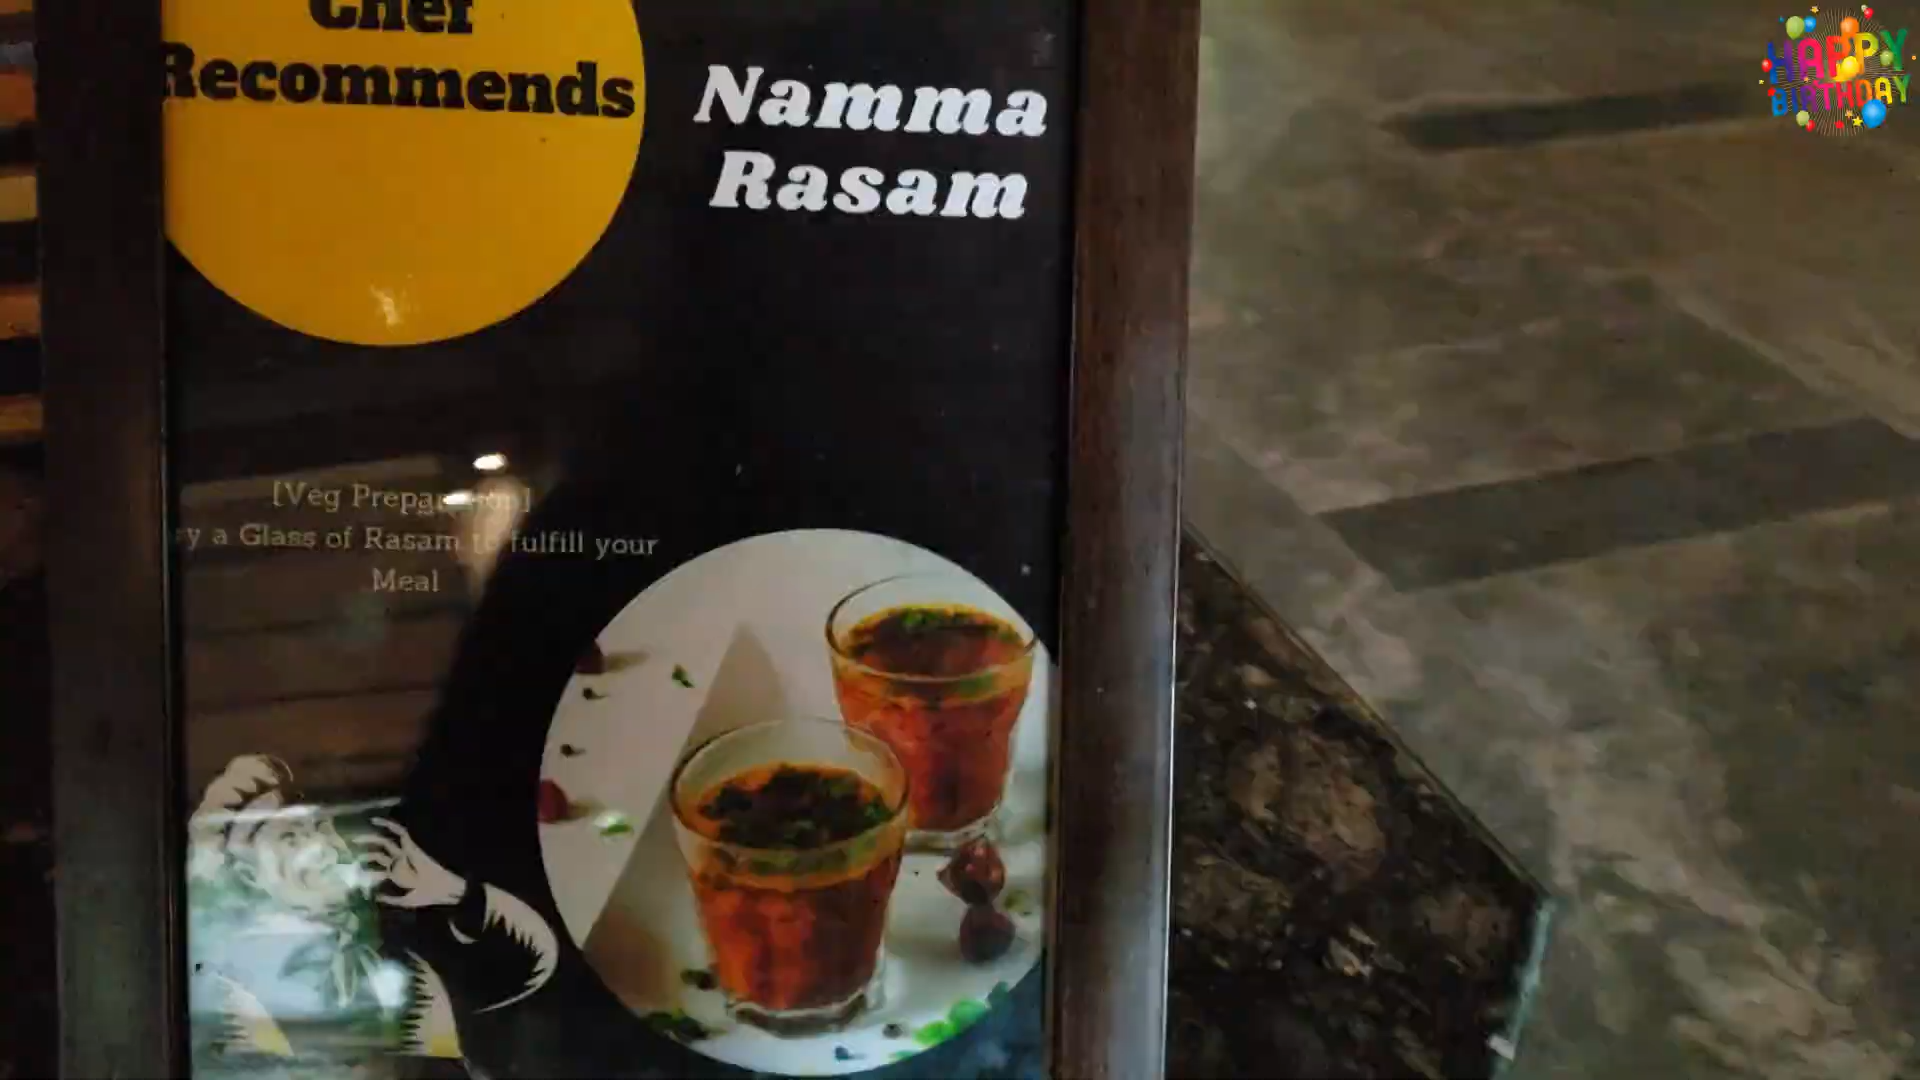 Chef
Recommends
Namma
Rasam
[Veg Preparation]
a Glass of Rasam to fulfill your
Meal
HAPPY
BIRTHDAY